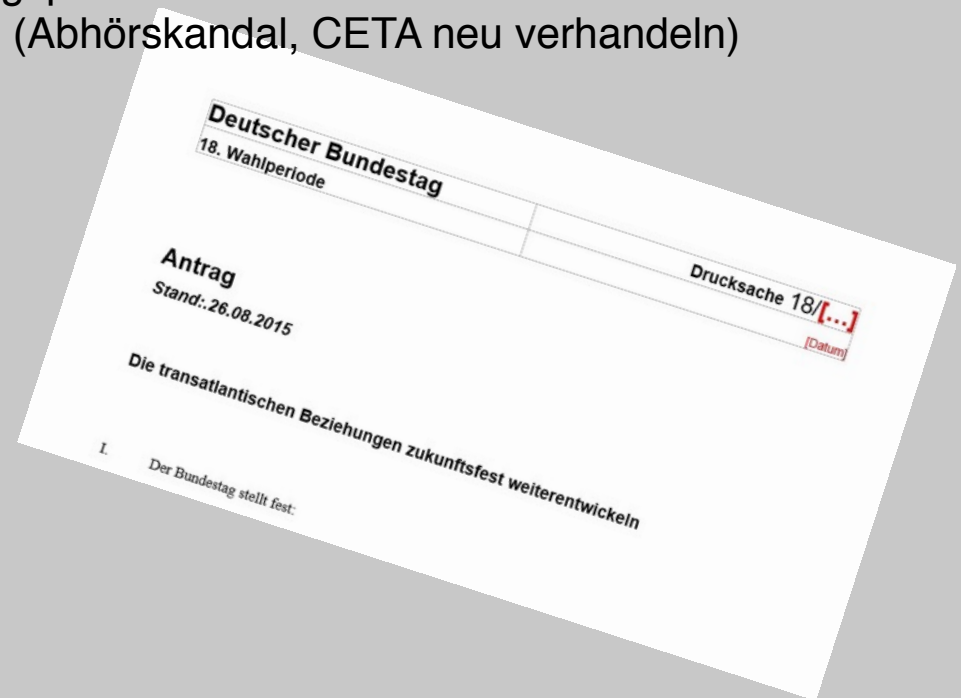 (Abhörskandal, CETA neu verhandeln)
Deutscher Bundestag
18. Wahlperiode
Drucksache 18/[...]
[Datum]
Antrag
Stand:.26.08.2015
Die transatlantischen Beziehungen zukunftsfest weiterentwickeln
I. Der Bundestag stellt fest: